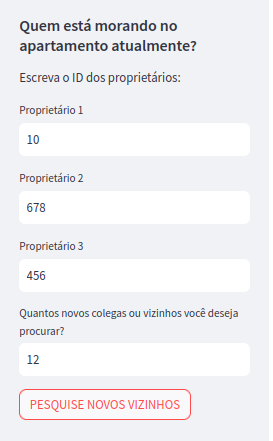 Quem está morando no
apartamento atualmente?
Escreva o ID dos proprietários:
Proprietário 1
10
Proprietário 2
678
Proprietário 3
456
Quantos novos colegas ou vizinhos você deseja
procurar?
12
PESQUISE NOVOS VIZINHOS